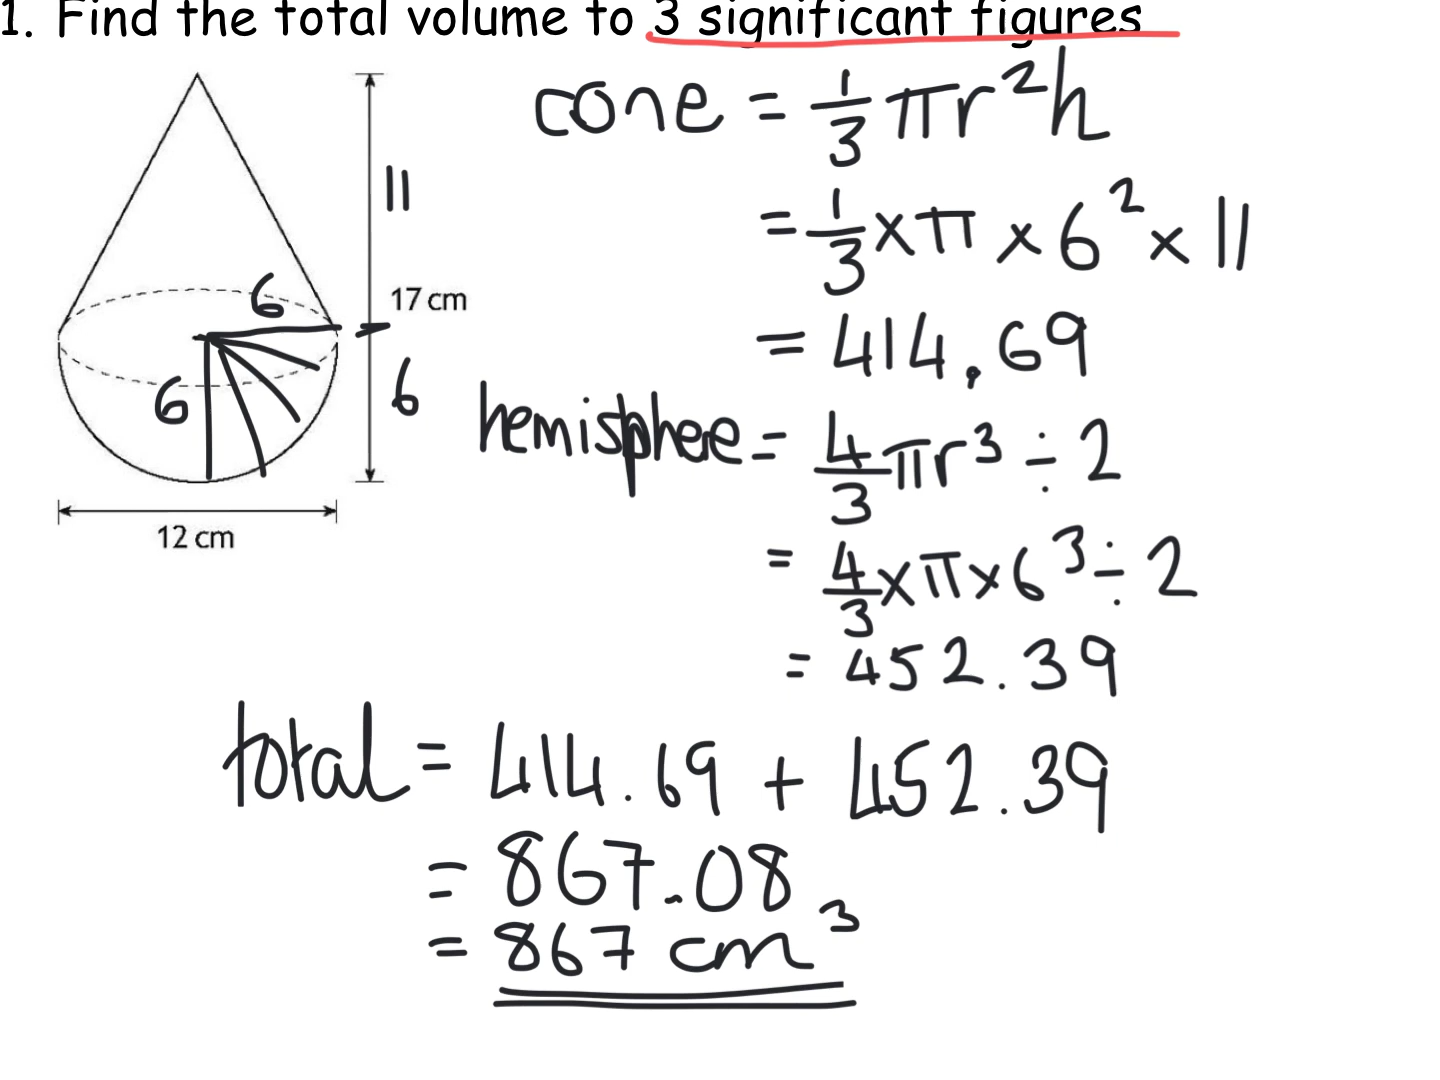 1. Find the total volume to 3 significant figures
cone = 1/3 πr²h
11
= 1/3 × π × 6² × 11
6
17 cm
= 414.69
6
6
hemisphere = 4/3 πr³ ÷ 2
12 cm
= 4/3 × π × 6³ ÷ 2
= 452.39
total = 414.69 + 452.39
= 867.08
= 867 cm³